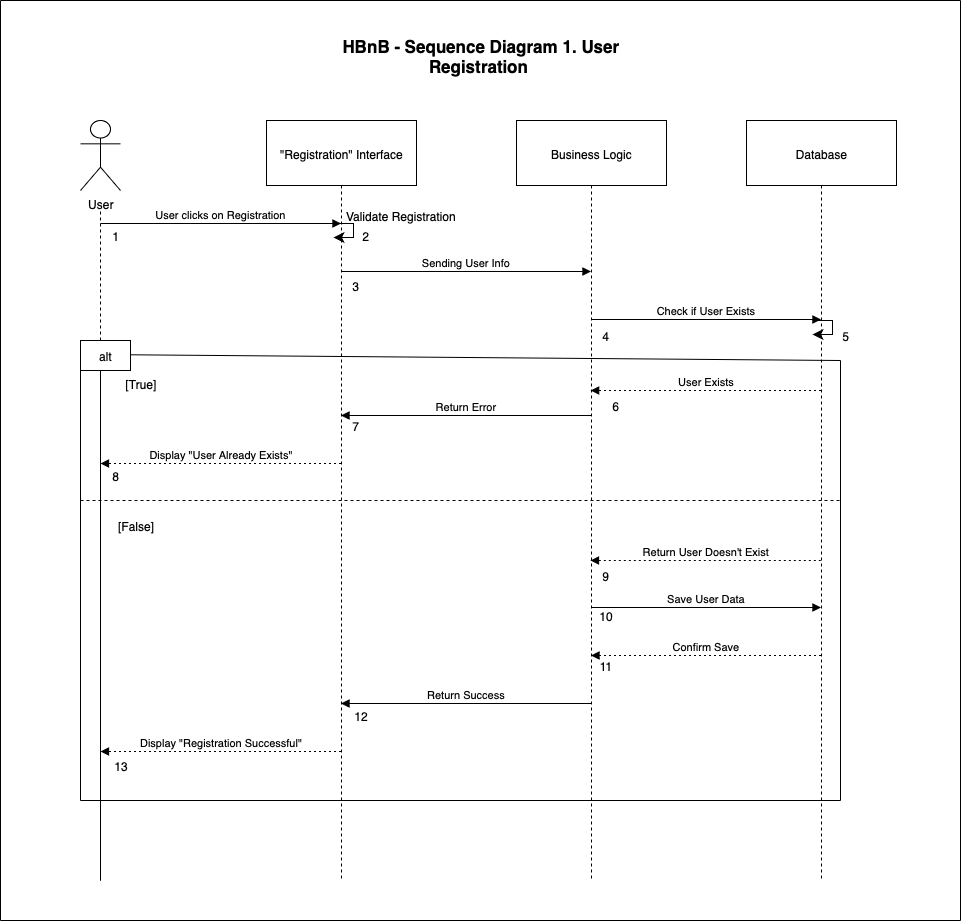 HBnB - Sequence Diagram 1. User
Registration
"Registration" Interface
Business Logic
Database
User
User clicks on Registration
1
Validate Registration
2
Sending User Info
3
Check if User Exists
4
5
alt
[True]
User Exists
6
Return Error
7
Display "User Already Exists"
8
[False]
Return User Doesn't Exist
9
Save User Data
10
Confirm Save
11
Return Success
12
Display "Registration Successful"
13